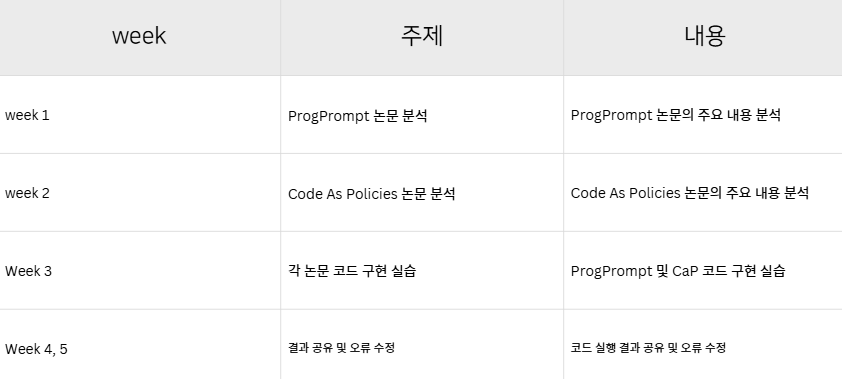 week 주제 내용
week 1 ProgPrompt 논문 분석 ProgPrompt 논문의 주요 내용 분석
week 2 Code As Policies 논문 분석 Code As Policies 논문의 주요 내용 분석
Week 3 각 논문 코드 구현 실습 ProgPrompt 및 CaP 코드 구현 실습
Week 4, 5 결과 공유 및 오류 수정 코드 실행 결과 공유 및 오류 수정